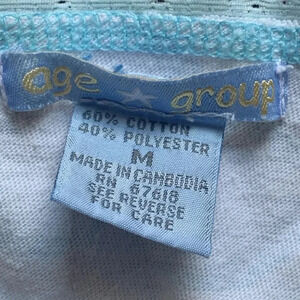 age group
60% COTTON
40% POLYESTER
M
MADE IN CAMBODIA
RN 67618
SEE REVERSE
FOR CARE